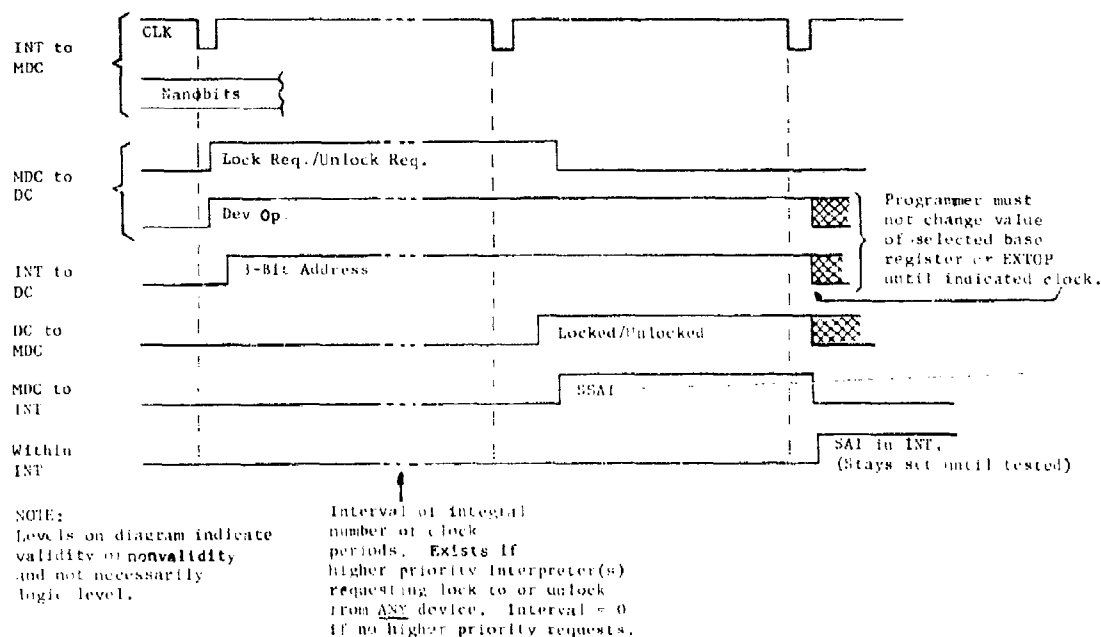 CLK
INT to
MDC
Nanobits
MDC to
DC
Lock Req./Unlock Req.
Dev Op.
Programmer must
not change value
of selected base
register or EXTOP
until indicated clock.
INT to
DC
3-Bit Address
DC to
MDC
Locked/Unlocked
MDC to
INT
SSAI
Within
INT
SAI in INT.
(Stays set until tested)
NOTE:
Levels on diagram indicate
validity or nonvalidity
and not necessarily
logic level.
Interval of integral
number of clock
periods. Exists if
higher priority Interpreter(s)
requesting lock to or unlock
from ANY device. Interval = 0
if no higher priority requests.